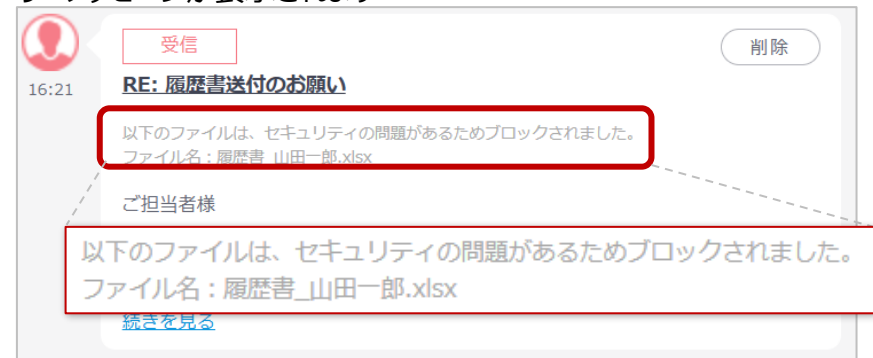 受信
削除
16:21
RE: 履歴書送付のお願い
以下のファイルは、セキュリティの問題があるためブロックされました。
ファイル名：履歴書_山田一郎.xlsx
ご担当者様
以下のファイルは、セキュリティの問題があるためブロックされました。
ファイル名：履歴書_山田一郎.xlsx
続きを見る